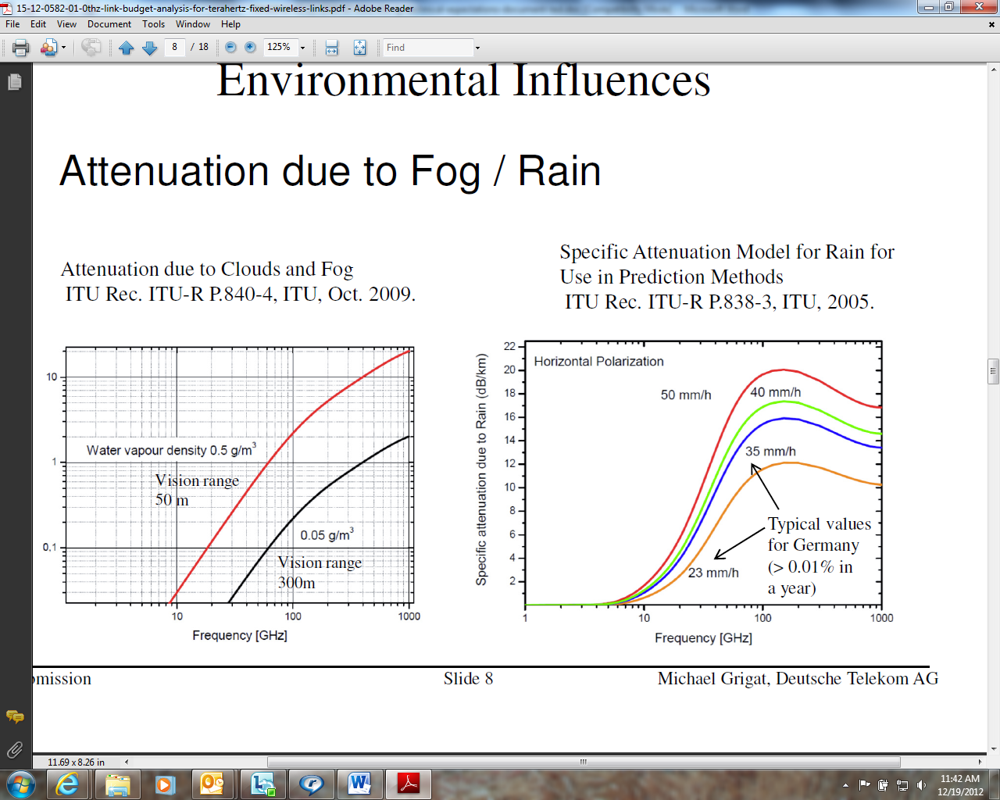 15-12-0582-01-0thz-link-budget-analysis-for-terahertz-fixed-wireless-links.pdf - Adobe Reader
File Edit View Document Tools Window Help
8 / 18 125% Find
Environmental Influences
Attenuation due to Fog / Rain
Attenuation due to Clouds and Fog
ITU Rec. ITU-R P.840-4, ITU, Oct. 2009.
Specific Attenuation Model for Rain for
Use in Prediction Methods
ITU Rec. ITU-R P.838-3, ITU, 2005.
10
1
0,1
Water vapour density 0.5 g/m³
Vision range
50 m
0.05 g/m³
Vision range
300m
10 100 1000
Frequency [GHz]
Specific attenuation due to Rain (dB/km)
22
20
18
16
14
12
10
8
6
4
2
Horizontal Polarization
50 mm/h
40 mm/h
35 mm/h
23 mm/h
Typical values
for Germany
(> 0.01% in
a year)
1 10 100 1000
Frequency [GHz]
omission
Slide 8
Michael Grigat, Deutsche Telekom AG
11.69 x 8.26 in
11:42 AM
12/19/2012